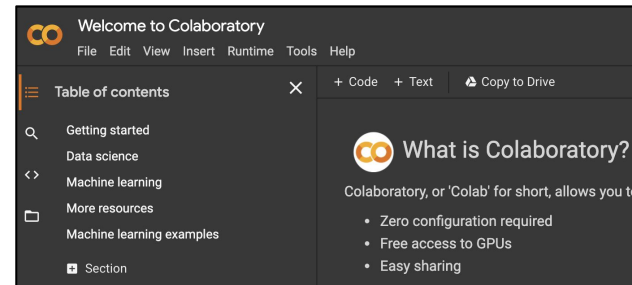 Welcome to Colaboratory
File Edit View Insert Runtime Tools Help
Table of contents
Getting started
Data science
Machine learning
More resources
Machine learning examples
Section
+ Code + Text Copy to Drive
What is Colaboratory?
Colaboratory, or 'Colab' for short, allows you
• Zero configuration required
• Free access to GPUs
• Easy sharing